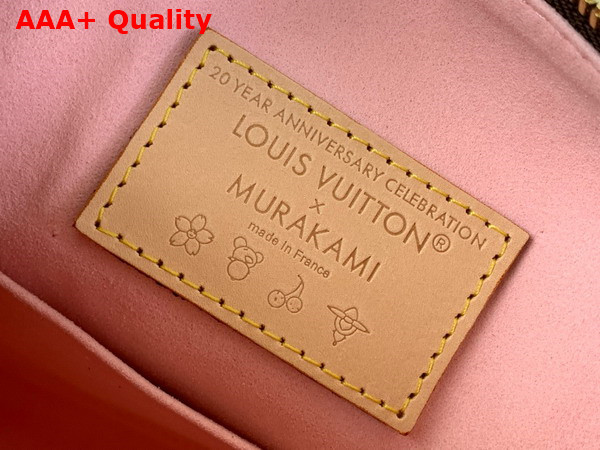 AAA+ Quality
20 YEAR ANNIVERSARY CELEBRATION
LOUIS VUITTON®
×
MURAKAMI
made in France